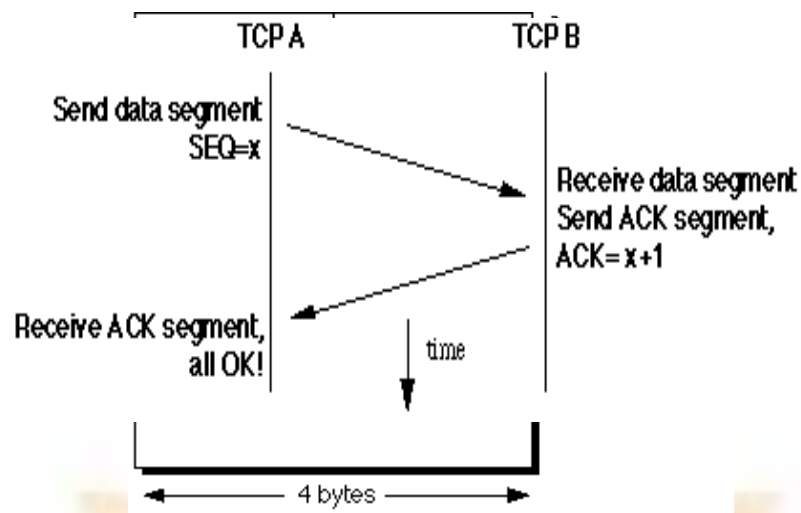 TCP A
TCP B
Send data segment
SEQ=x
Receive data segment
Send ACK segment,
ACK= x+1
Receive ACK segment,
all OK!
time
4 bytes